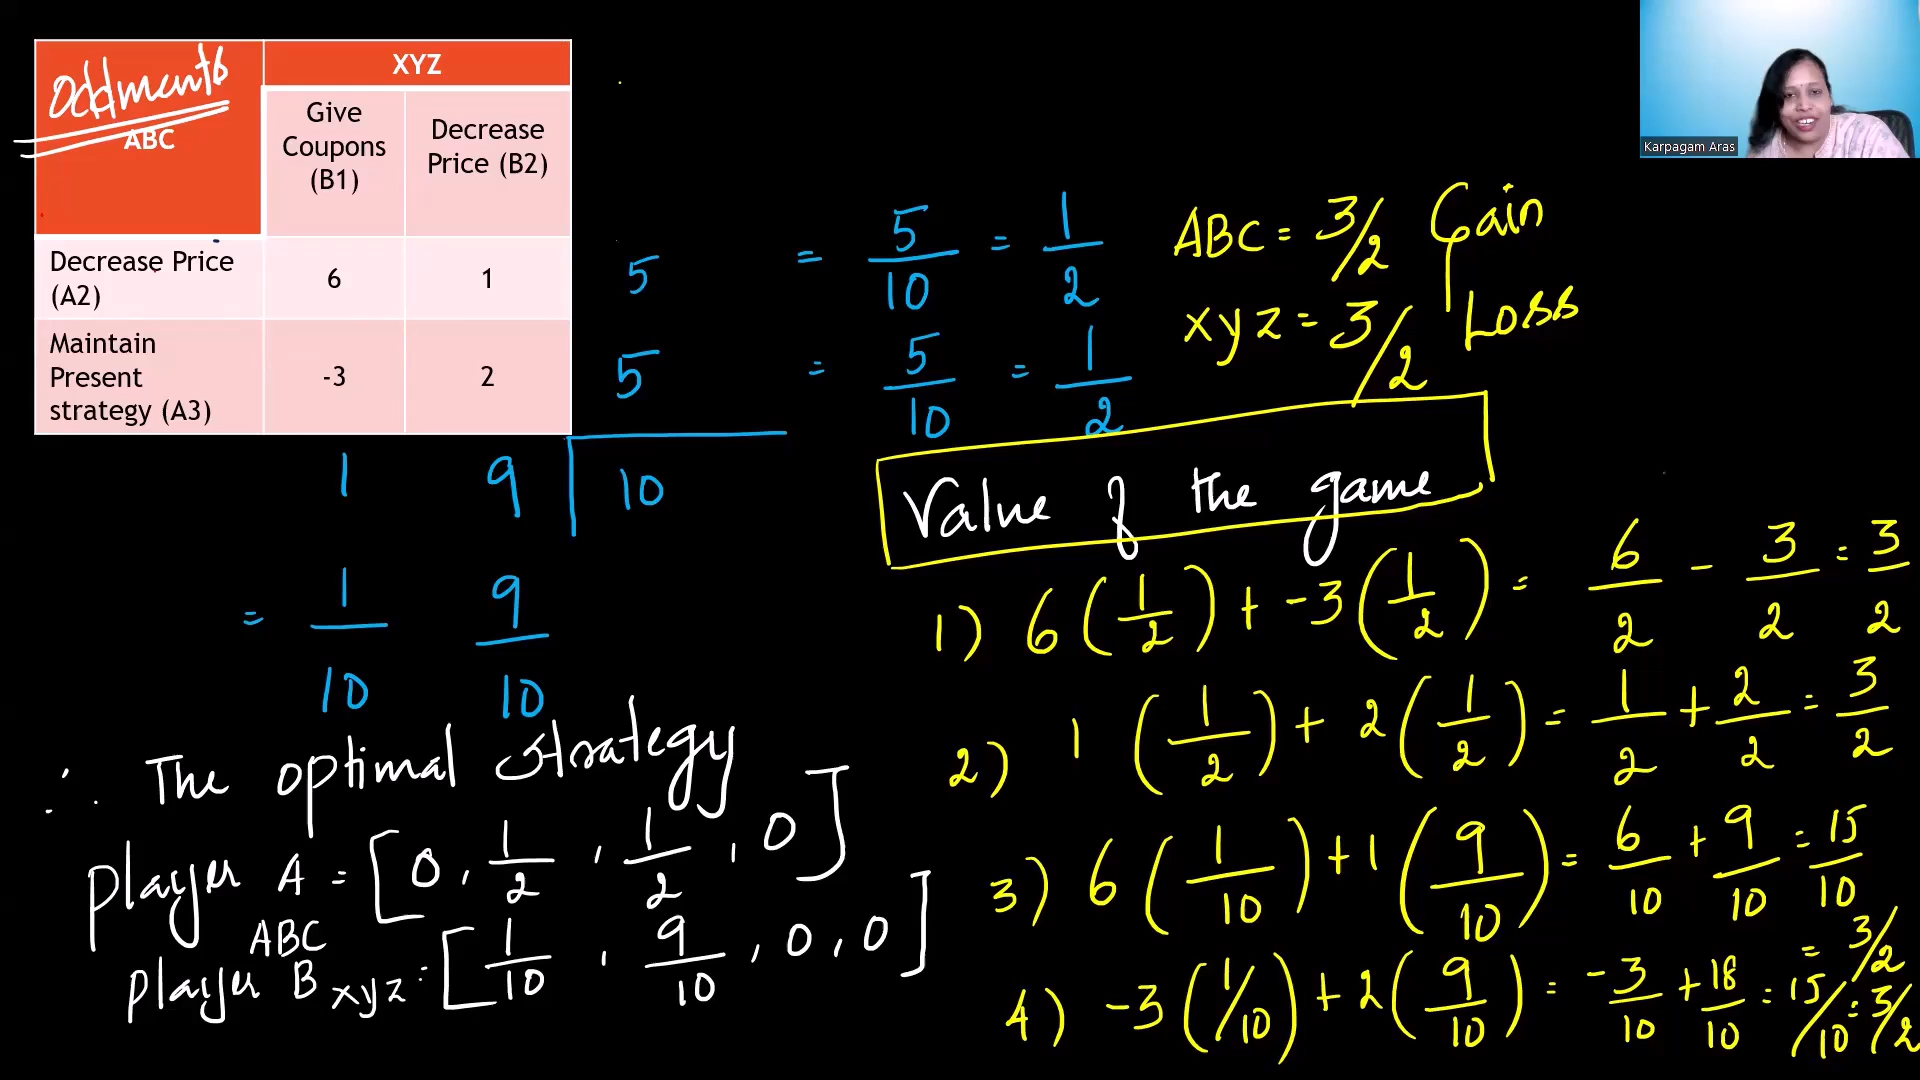 Oddments
ABC
XYZ
Give Coupons (B1)
Decrease Price (B2)
Decrease Price (A2)
6
1
Maintain Present strategy (A3)
-3
2
5 = 5/10 = 1/2
5 = 5/10 = 1/2
1 9 10
= 1/10 9/10
∴ The optimal strategy
player A = [0, 1/2, 1/2, 0]
ABC
player B xyz = [1/10, 9/10, 0, 0]
Karpagam Aras
ABC = 3/2 Gain
xyz = 3/2 Loss
Value of the game
1) 6 (1/2) + -3 (1/2) = 6/2 - 3/2 = 3/2
2) 1 (1/2) + 2 (1/2) = 1/2 + 2/2 = 3/2
3) 6 (1/10) + 1 (9/10) = 6/10 + 9/10 = 15/10
= 3/2
4) -3 (1/10) + 2 (9/10) = -3/10 + 18/10 = 15/10 = 3/2